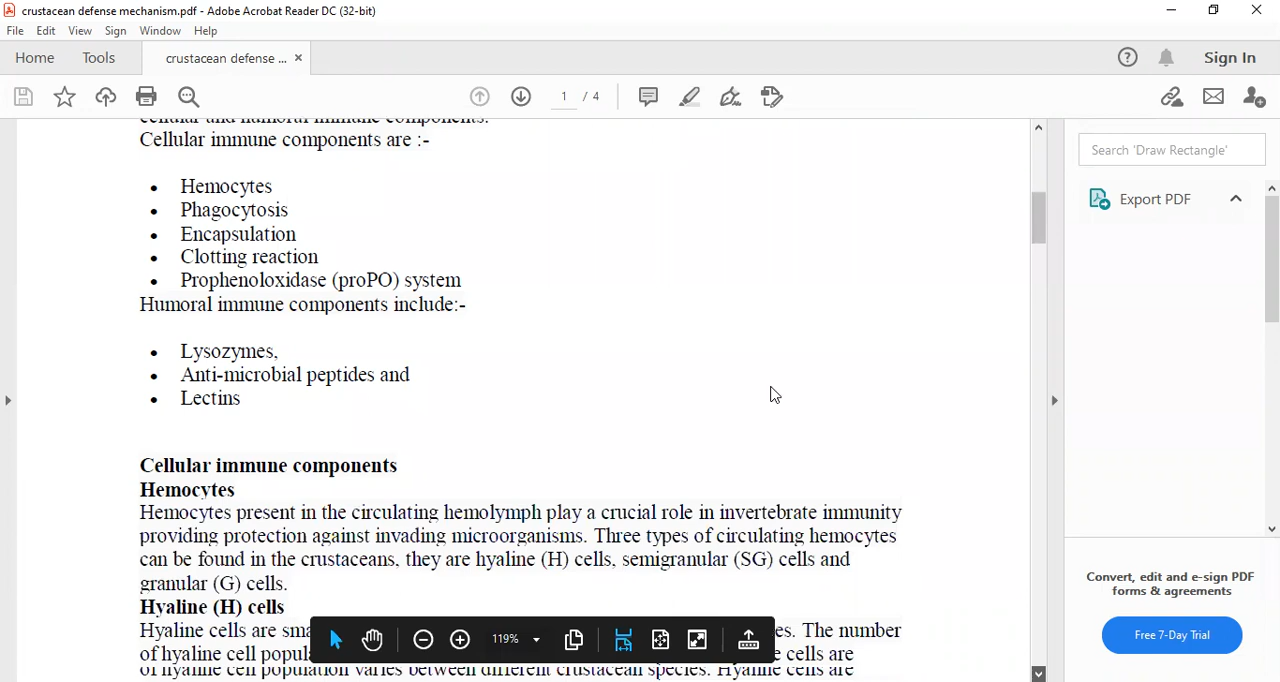 crustacean defense mechanism.pdf - Adobe Acrobat Reader DC (32-bit)
File Edit View Sign Window Help
Home Tools crustacean defense ... × Sign In
1 / 4
cellular and humoral immune components.
Cellular immune components are :-
• Hemocytes
• Phagocytosis
• Encapsulation
• Clotting reaction
• Prophenoloxidase (proPO) system
Humoral immune components include:-
• Lysozymes,
• Anti-microbial peptides and
• Lectins
Cellular immune components
Hemocytes
Hemocytes present in the circulating hemolymph play a crucial role in invertebrate immunity
providing protection against invading microorganisms. Three types of circulating hemocytes
can be found in the crustaceans, they are hyaline (H) cells, semigranular (SG) cells and
granular (G) cells.
Hyaline (H) cells
Hyaline cells are The number
of hyaline cell cells are
of hyaline cell population varies between different crustacean species. Hyaline cells are
119%
Search 'Draw Rectangle'
Export PDF
Convert, edit and e-sign PDF
forms & agreements
Free 7-Day Trial